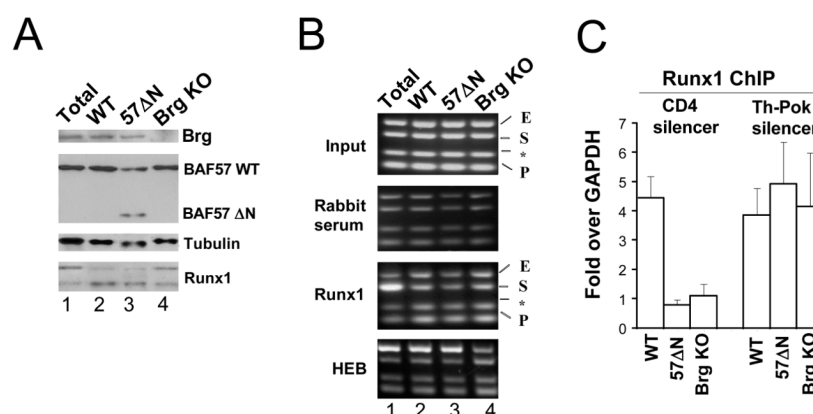 A
Total
WT
57ΔN
Brg KO
Brg
BAF57 WT
BAF57 ΔN
Tubulin
Runx1
1 2 3 4
B
Total
WT
57ΔN
Brg KO
Input
E
S
*
P
Rabbit
serum
Runx1
E
S
*
P
HEB
1 2 3 4
C
Runx1 ChIP
CD4
silencer
Th-Pok
silencer
Fold over GAPDH
7
6
5
4
3
2
1
0
WT
57ΔN
Brg KO
WT
57ΔN
Brg KO